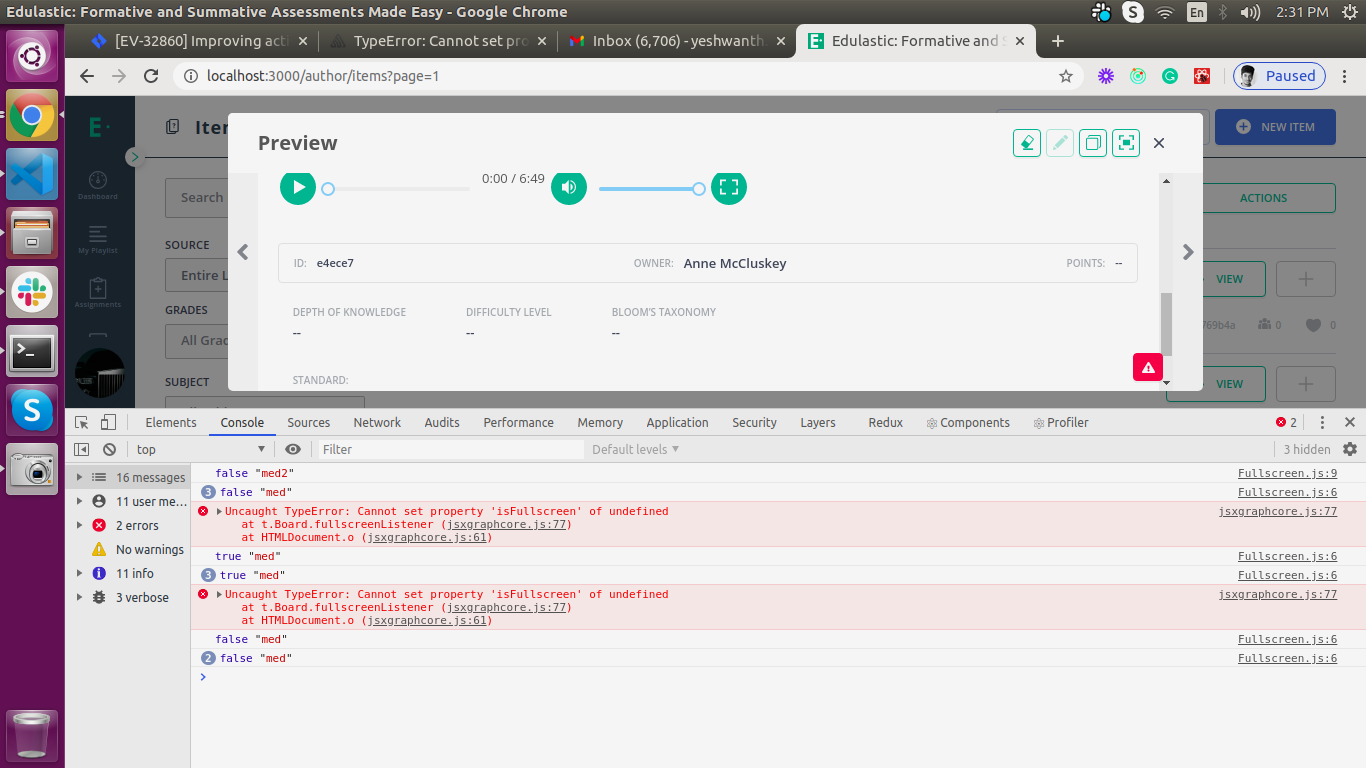 Edulastic: Formative and Summative Assessments Made Easy - Google Chrome
En
2:31 PM
[EV-32860] Improving acti
TypeError: Cannot set pro
Inbox (6,706) - yeshwanth.
Edulastic: Formative and S
localhost:3000/author/items?page=1
Paused
E
Iter
Preview
NEW ITEM
0:00 / 6:49
Dashboard
Search
ACTIONS
My Playlist
SOURCE
ID: e4ece7
OWNER: Anne McCluskey
POINTS: --
Entire L
VIEW
Assignments
GRADES
DEPTH OF KNOWLEDGE
DIFFICULTY LEVEL
BLOOM'S TAXONOMY
--
--
--
769b4a
0
0
All Grad
SUBJECT
STANDARD:
VIEW
Elements
Console
Sources
Network
Audits
Performance
Memory
Application
Security
Layers
Redux
Components
Profiler
2
top
Filter
Default levels
3 hidden
16 messages
11 user me...
2 errors
No warnings
11 info
3 verbose
false "med2" Fullscreen.js:9
3 false "med" Fullscreen.js:6
Uncaught TypeError: Cannot set property 'isFullscreen' of undefined jsxgraphcore.js:77
at t.Board.fullscreenListener (jsxgraphcore.js:77)
at HTMLDocument.o (jsxgraphcore.js:61)
true "med" Fullscreen.js:6
3 true "med" Fullscreen.js:6
Uncaught TypeError: Cannot set property 'isFullscreen' of undefined jsxgraphcore.js:77
at t.Board.fullscreenListener (jsxgraphcore.js:77)
at HTMLDocument.o (jsxgraphcore.js:61)
false "med" Fullscreen.js:6
2 false "med" Fullscreen.js:6
>